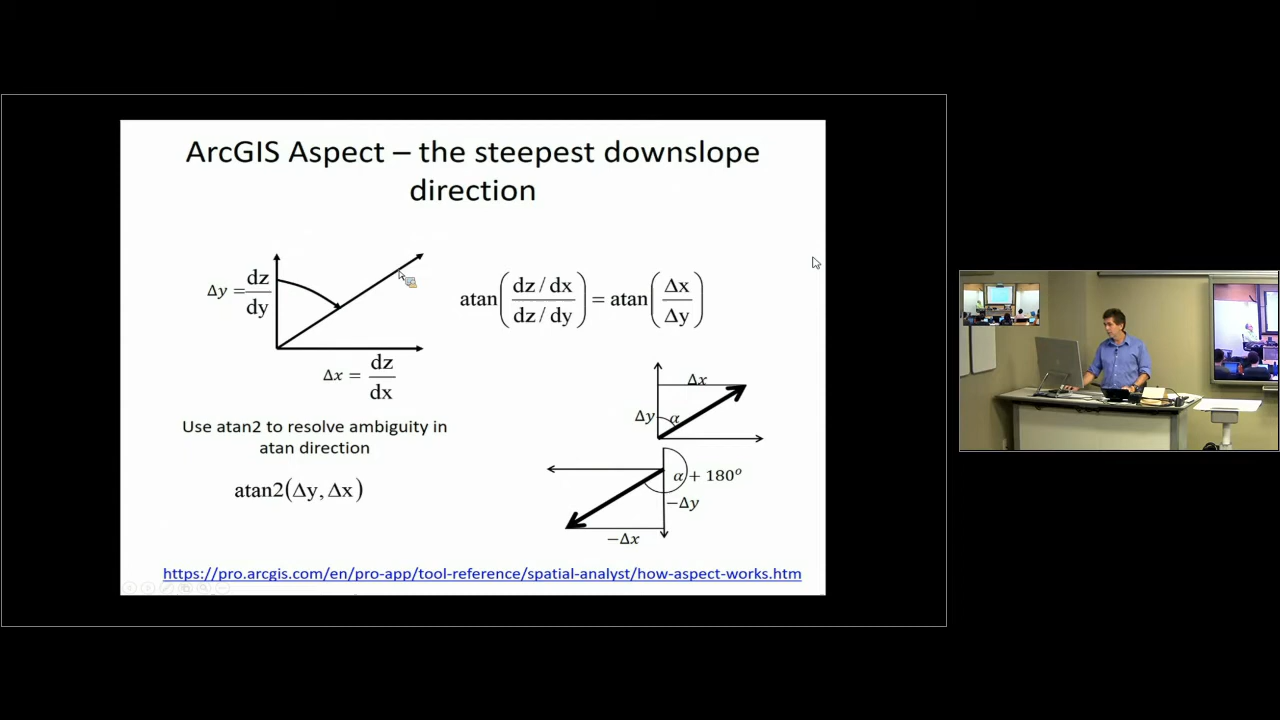 ArcGIS Aspect – the steepest downslope
direction
Δy = dz/dy
Δx = dz/dx
atan(dz/dx / dz/dy) = atan(Δx/Δy)
Use atan2 to resolve ambiguity in
atan direction
atan2(Δy, Δx)
Δx
Δy
α
α + 180°
−Δy
−Δx
https://pro.arcgis.com/en/pro-app/tool-reference/spatial-analyst/how-aspect-works.htm